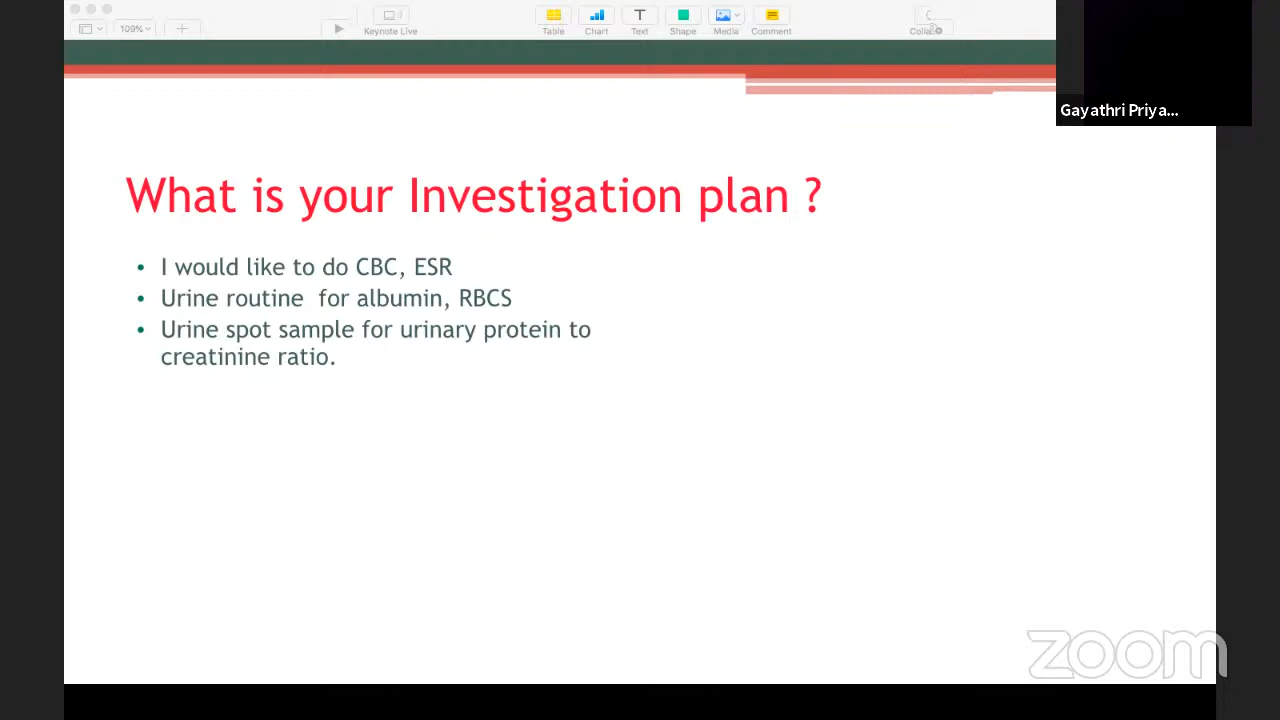 109%
Keynote Live
Table
Chart
Text
Shape
Media
Comment
Gayathri Priya...
What is your Investigation plan ?
• I would like to do CBC, ESR
• Urine routine  for albumin, RBCS
• Urine spot sample for urinary protein to
creatinine ratio.
zoom